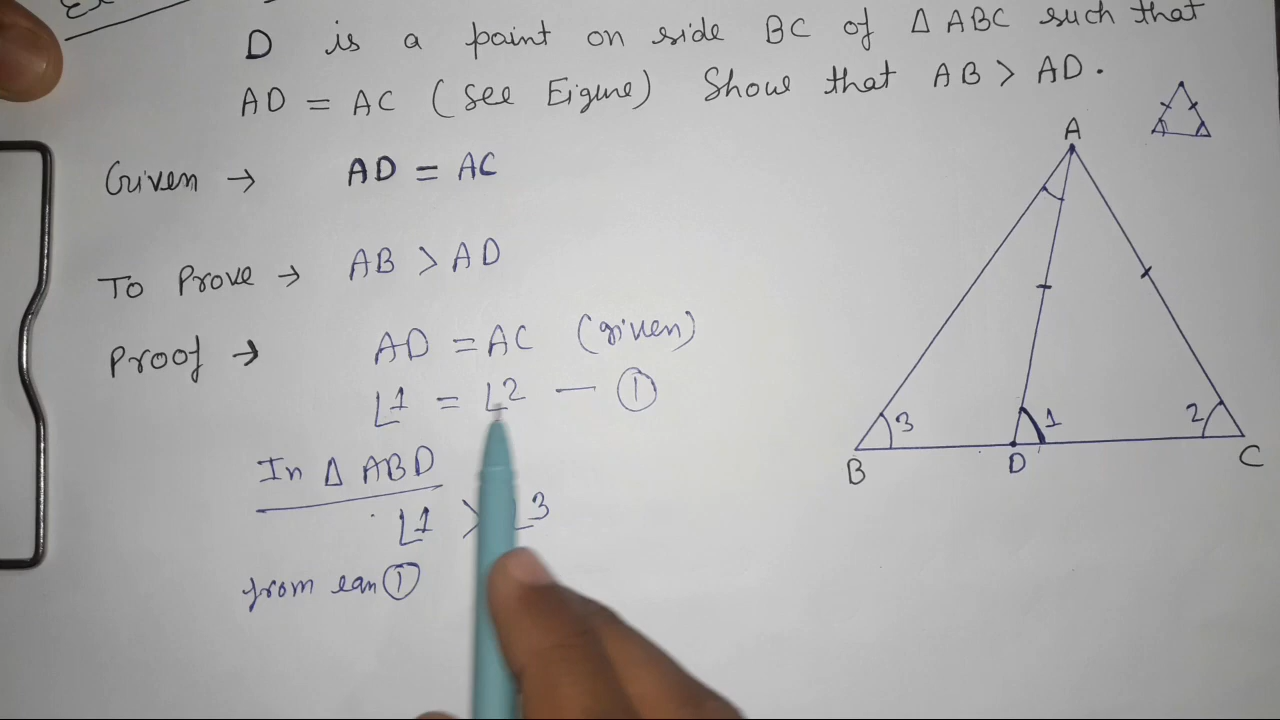 D is a point on side BC of Δ ABC such that
AD = AC (See Figure) Show that AB > AD.
Given → AD = AC
To Prove → AB > AD
Proof → AD = AC (given)
∠1 = ∠2 — ①
In Δ ABD
∠1 > ∠3
from eqn ①
A
3
1
2
B
D
C